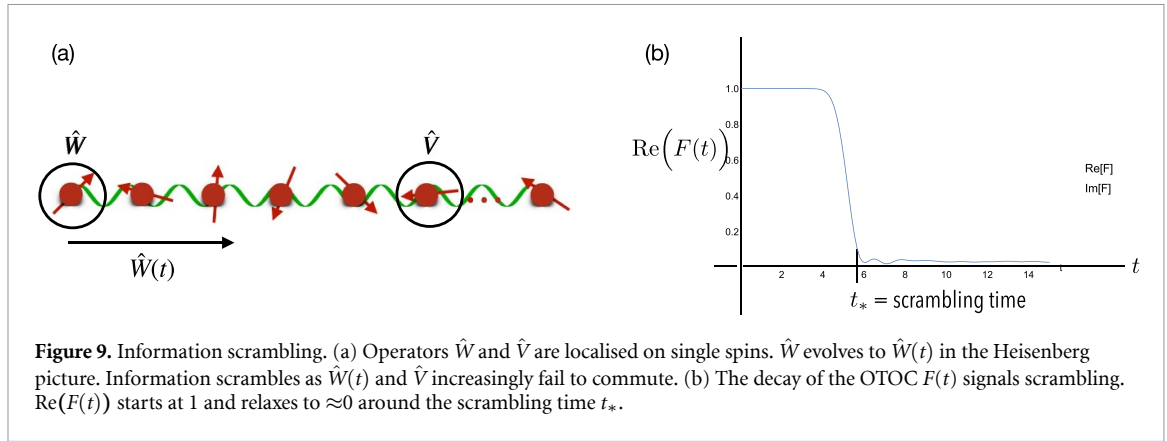 (a)
Ŵ
V̂
Ŵ(t)
(b)
1.0
0.8
0.6
0.4
0.2
Re(F(t))
Re[F]
Im[F]
2 4 6 8 10 12 14 t
t
t* = scrambling time
Figure 9. Information scrambling. (a) Operators Ŵ and V̂ are localised on single spins. Ŵ evolves to Ŵ(t) in the Heisenberg
picture. Information scrambles as Ŵ(t) and V̂ increasingly fail to commute. (b) The decay of the OTOC F(t) signals scrambling.
Re(F(t)) starts at 1 and relaxes to ≈0 around the scrambling time t*.